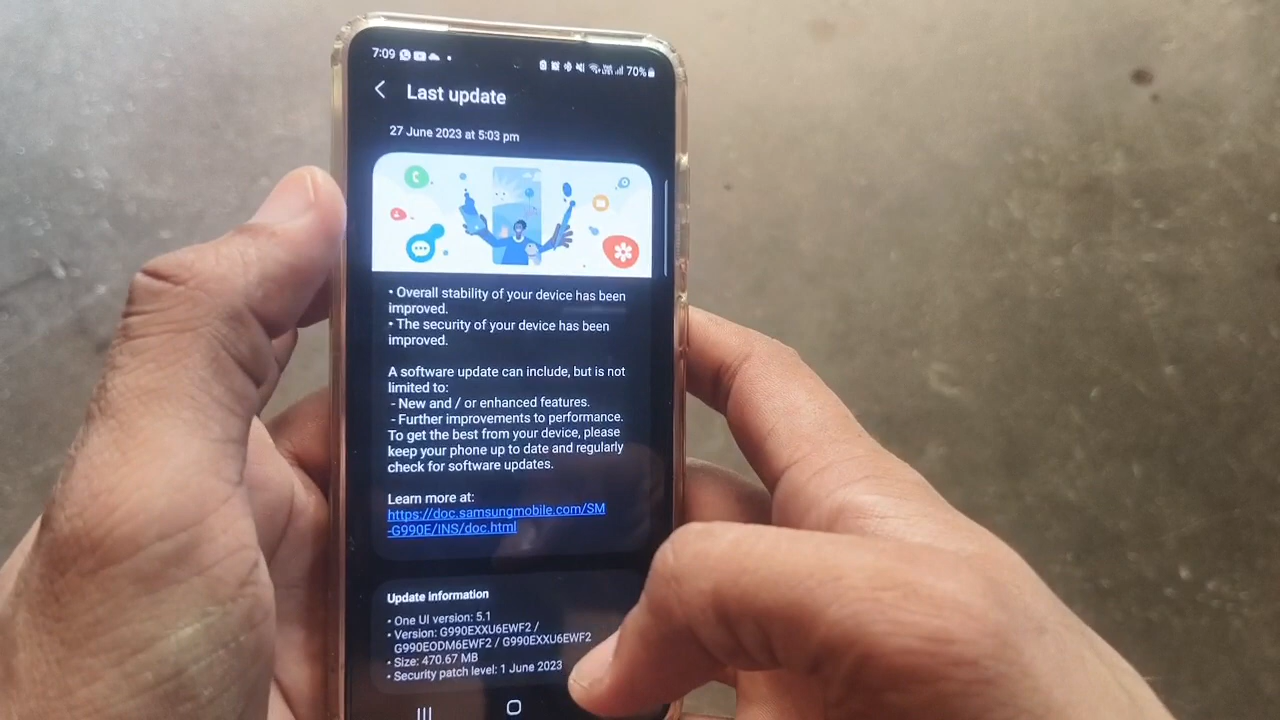 7:09
70%
Last update
27 June 2023 at 5:03 pm
• Overall stability of your device has been
improved.
• The security of your device has been
improved.
A software update can include, but is not
limited to:
- New and / or enhanced features.
- Further improvements to performance.
To get the best from your device, please
keep your phone up to date and regularly
check for software updates.
Learn more at:
https://doc.samsungmobile.com/SM
-G990E/INS/doc.html
Update information
• One UI version: 5.1
• Version: G990EXXU6EWF2 /
G990EODM6EWF2 / G990EXXU6EWF2
• Size: 470.67 MB
• Security patch level: 1 June 2023